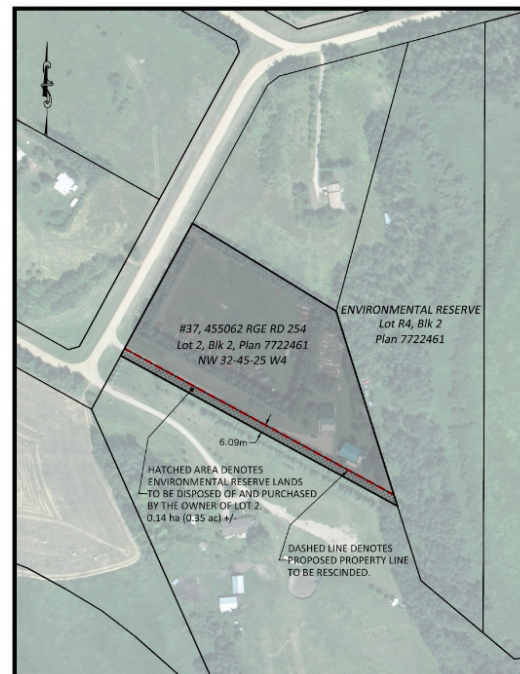 ENVIRONMENTAL RESERVE
Lot R4, Blk 2
Plan 7722461
#37, 455062 RGE RD 254
Lot 2, Blk 2, Plan 7722461
NW 32-45-25 W4
6.09m
HATCHED AREA DENOTES
ENVIRONMENTAL RESERVE LANDS
TO BE DISPOSED OF AND PURCHASED
BY THE OWNER OF LOT 2.
0.14 ha (0.35 ac) +/-
DASHED LINE DENOTES
PROPOSED PROPERTY LINE
TO BE RESCINDED.